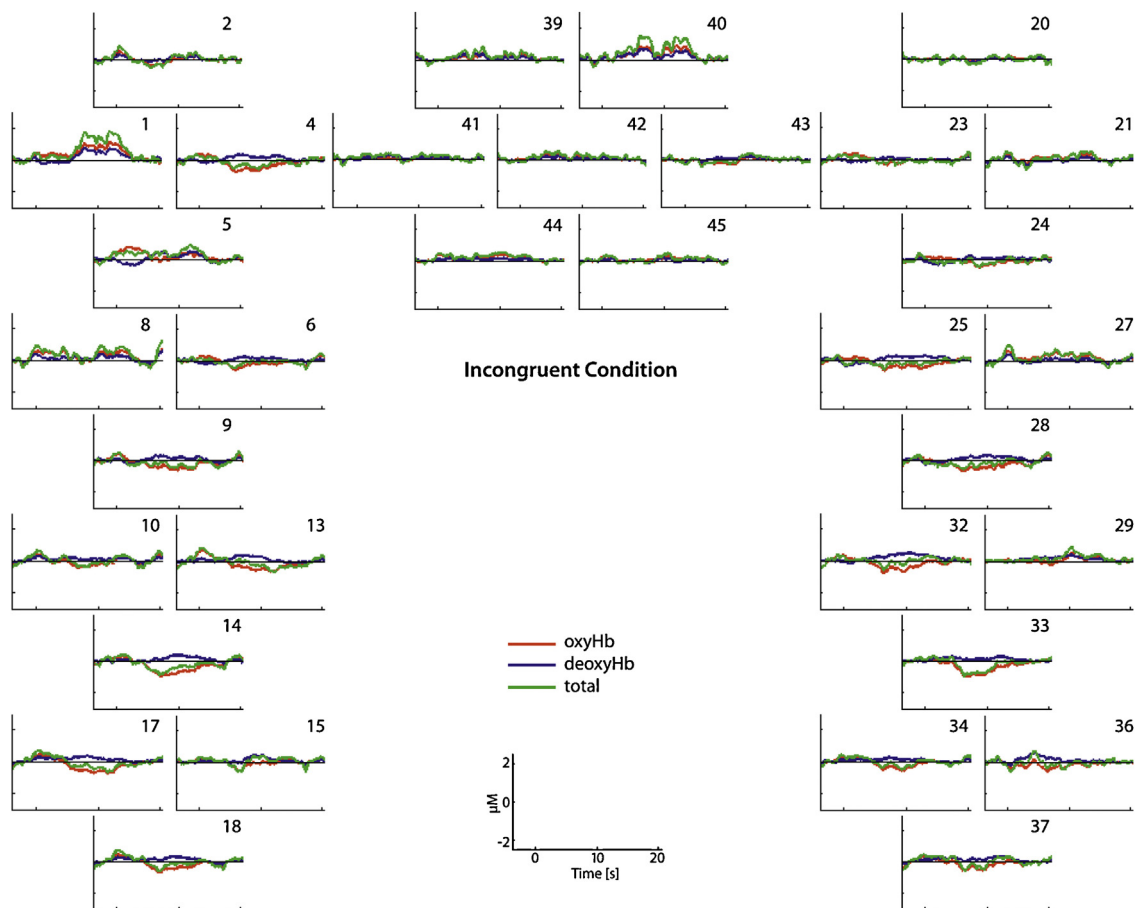 2 39 40 20
1 4 41 42 43 23 21
5 44 45 24
8 6 25 27
Incongruent Condition
9 28
10 13 32 29
oxyHb
14 33
deoxyHb
total
17 15 34 36
2
µM
0
-2
18 37
0 10 20
Time [s]